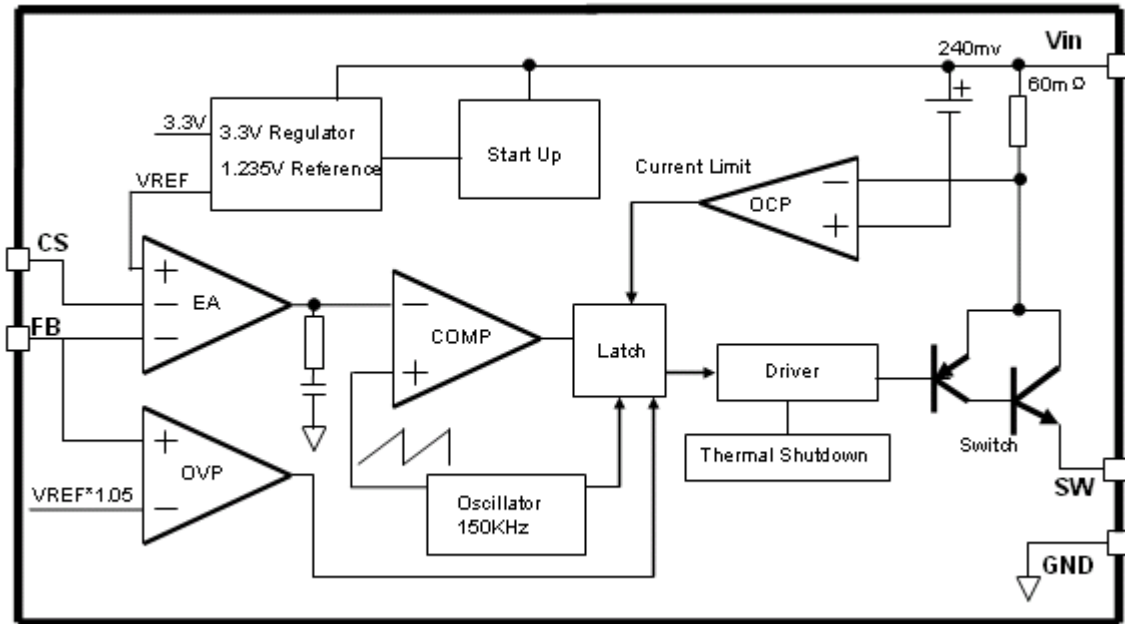 240mv
Vin
60mΩ
3.3V
3.3V Regulator
1.235V Reference
Start Up
VREF
Current Limit
OCP
−
+
+
CS
FB
+
−
−
EA
−
+
COMP
Latch
Driver
Thermal Shutdown
Switch
SW
GND
+
−
OVP
VREF*1.05
Oscillator
150KHz